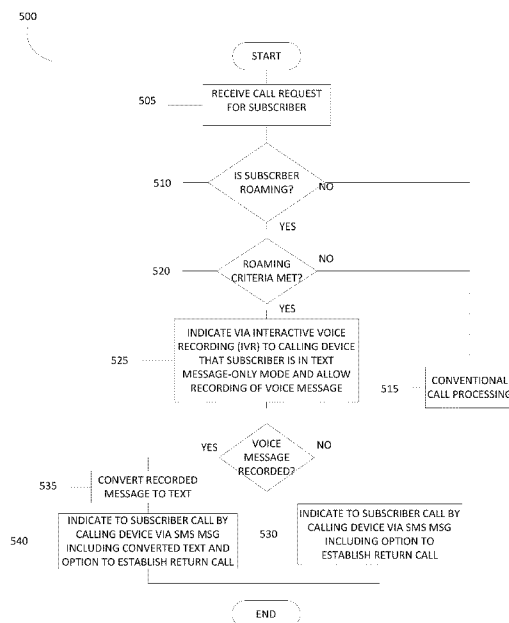 500
START
505
RECEIVE CALL REQUEST
FOR SUBSCRIBER
510
IS SUBSCRBER
ROAMING?
NO
YES
520
ROAMING
CRITERIA MET?
NO
YES
525
INDICATE VIA INTERACTIVE VOICE
RECORDING (IVR) TO CALLING DEVICE
THAT SUBSCRIBER IS IN TEXT
MESSAGE-ONLY MODE AND ALLOW
RECORDING OF VOICE MESSAGE
515
CONVENTIONAL
CALL PROCESSING
YES
VOICE
MESSAGE
RECORDED?
NO
535
CONVERT RECORDED
MESSAGE TO TEXT
540
INDICATE TO SUBSCRIBER CALL BY
CALLING DEVICE VIA SMS MSG
INCLUDING CONVERTED TEXT AND
OPTION TO ESTABLISH RETURN CALL
530
INDICATE TO SUBSCRIBER CALL BY
CALLING DEVICE VIA SMS MSG
INCLUDING OPTION TO
ESTABLISH RETURN CALL
END